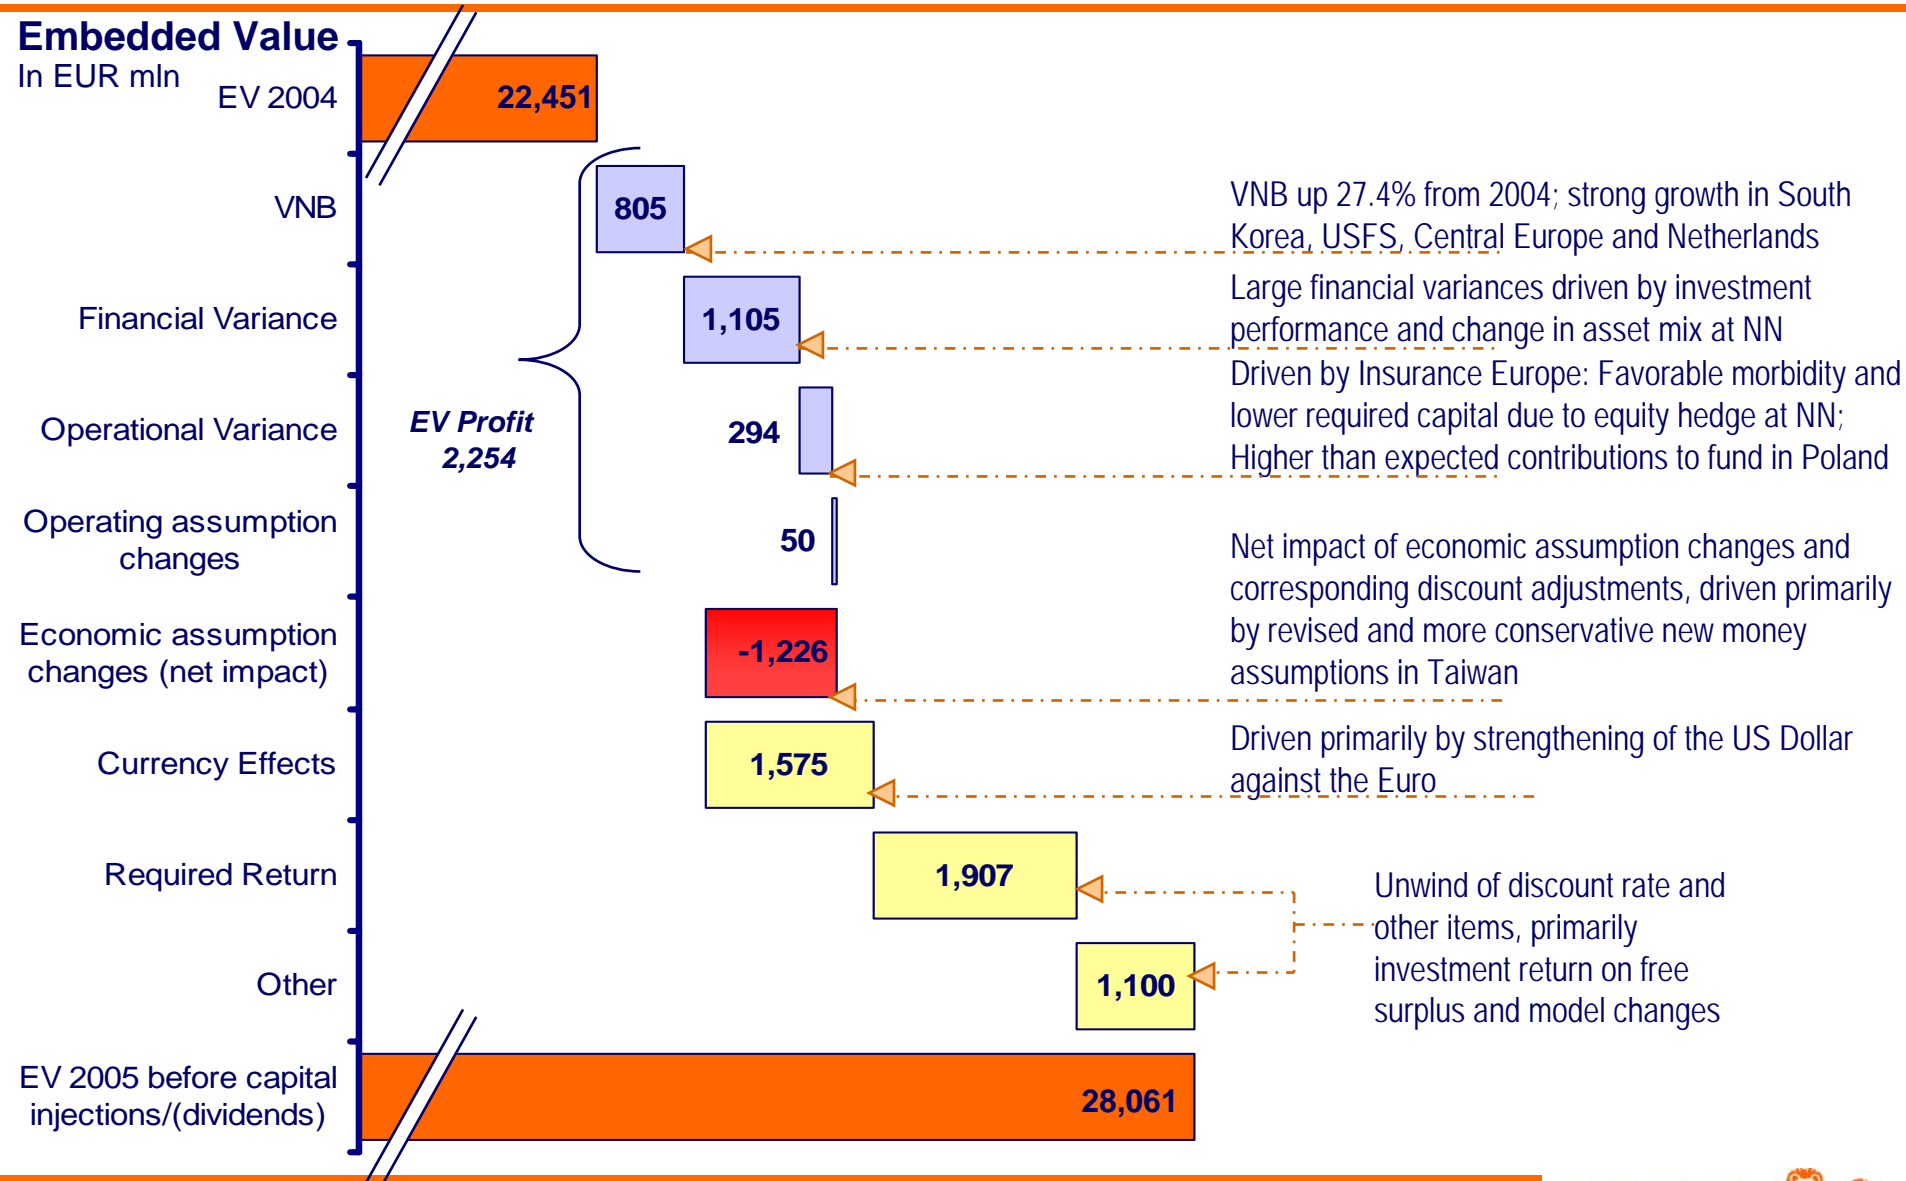 Embedded Value
In EUR mln
EV 2004
22,451
VNB
805
VNB up 27.4% from 2004; strong growth in South
Korea, USFS, Central Europe and Netherlands
Financial Variance
1,105
Large financial variances driven by investment
performance and change in asset mix at NN
Operational Variance
294
Driven by Insurance Europe: Favorable morbidity and
lower required capital due to equity hedge at NN;
Higher than expected contributions to fund in Poland
EV Profit
2,254
Operating assumption
changes
50
Economic assumption
changes (net impact)
-1,226
Net impact of economic assumption changes and
corresponding discount adjustments, driven primarily
by revised and more conservative new money
assumptions in Taiwan
Currency Effects
1,575
Driven primarily by strengthening of the US Dollar
against the Euro
Required Return
1,907
Other
1,100
Unwind of discount rate and
other items, primarily
investment return on free
surplus and model changes
EV 2005 before capital
injections/(dividends)
28,061